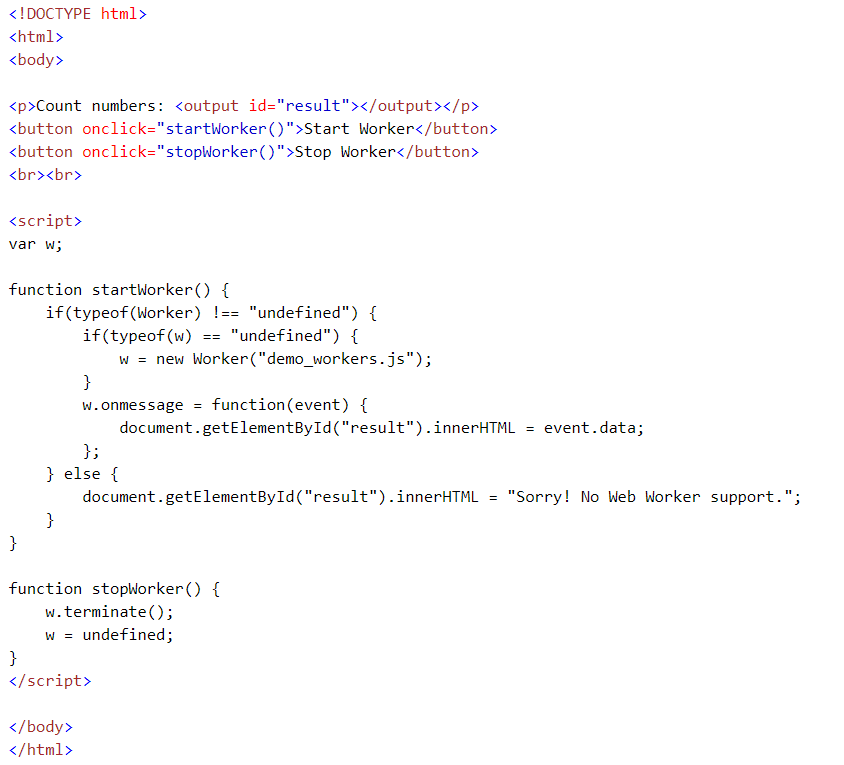 <!DOCTYPE html>
<html>
<body>

<p>Count numbers: <output id="result"></output></p>
<button onclick="startWorker()">Start Worker</button>
<button onclick="stopWorker()">Stop Worker</button>
<br><br>

<script>
var w;

function startWorker() {
    if(typeof(Worker) !== "undefined") {
        if(typeof(w) == "undefined") {
            w = new Worker("demo_workers.js");
        }
        w.onmessage = function(event) {
            document.getElementById("result").innerHTML = event.data;
        };
    } else {
        document.getElementById("result").innerHTML = "Sorry! No Web Worker support.";
    }
}

function stopWorker() {
    w.terminate();
    w = undefined;
}
</script>

</body>
</html>